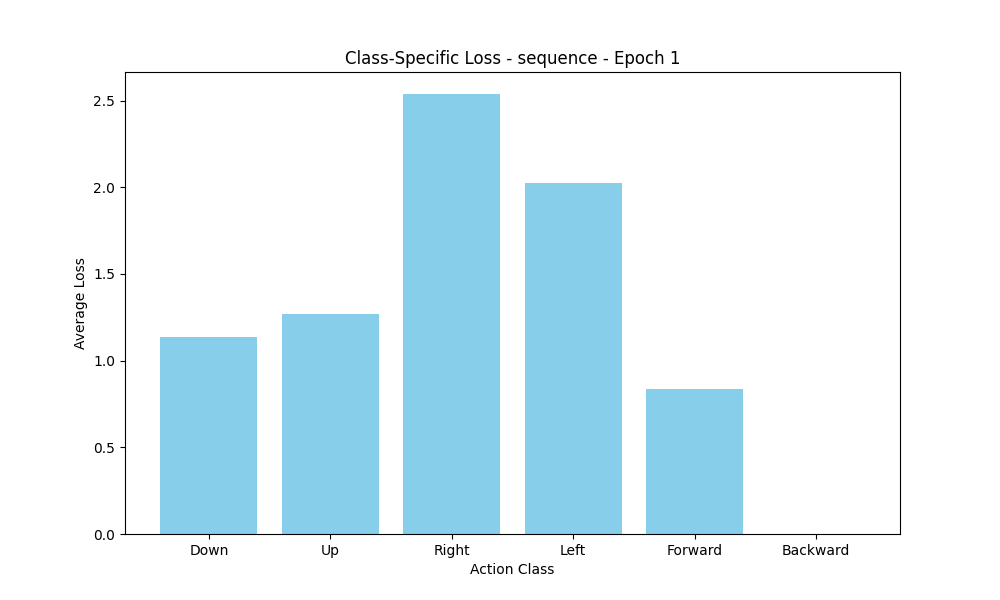 Class-Specific Loss - sequence - Epoch 1
2.5
2.0
1.5
1.0
0.5
0.0
Average Loss
Down Up Right Left Forward Backward
Action Class